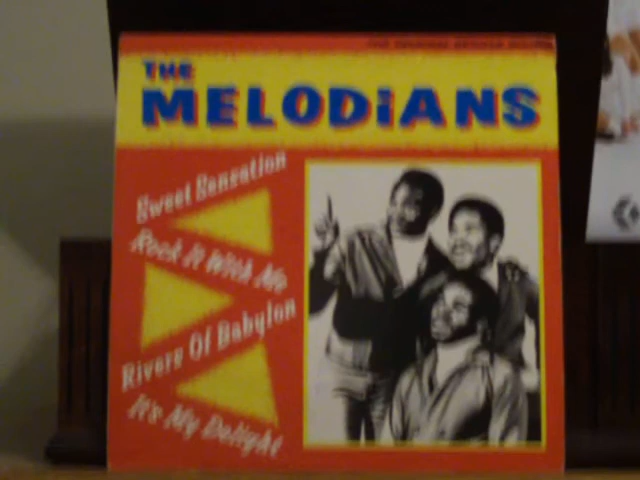 THE
MELODiANS
Sweet Sensation
Rock It With Me
Rivers Of Babylon
It's My Delight